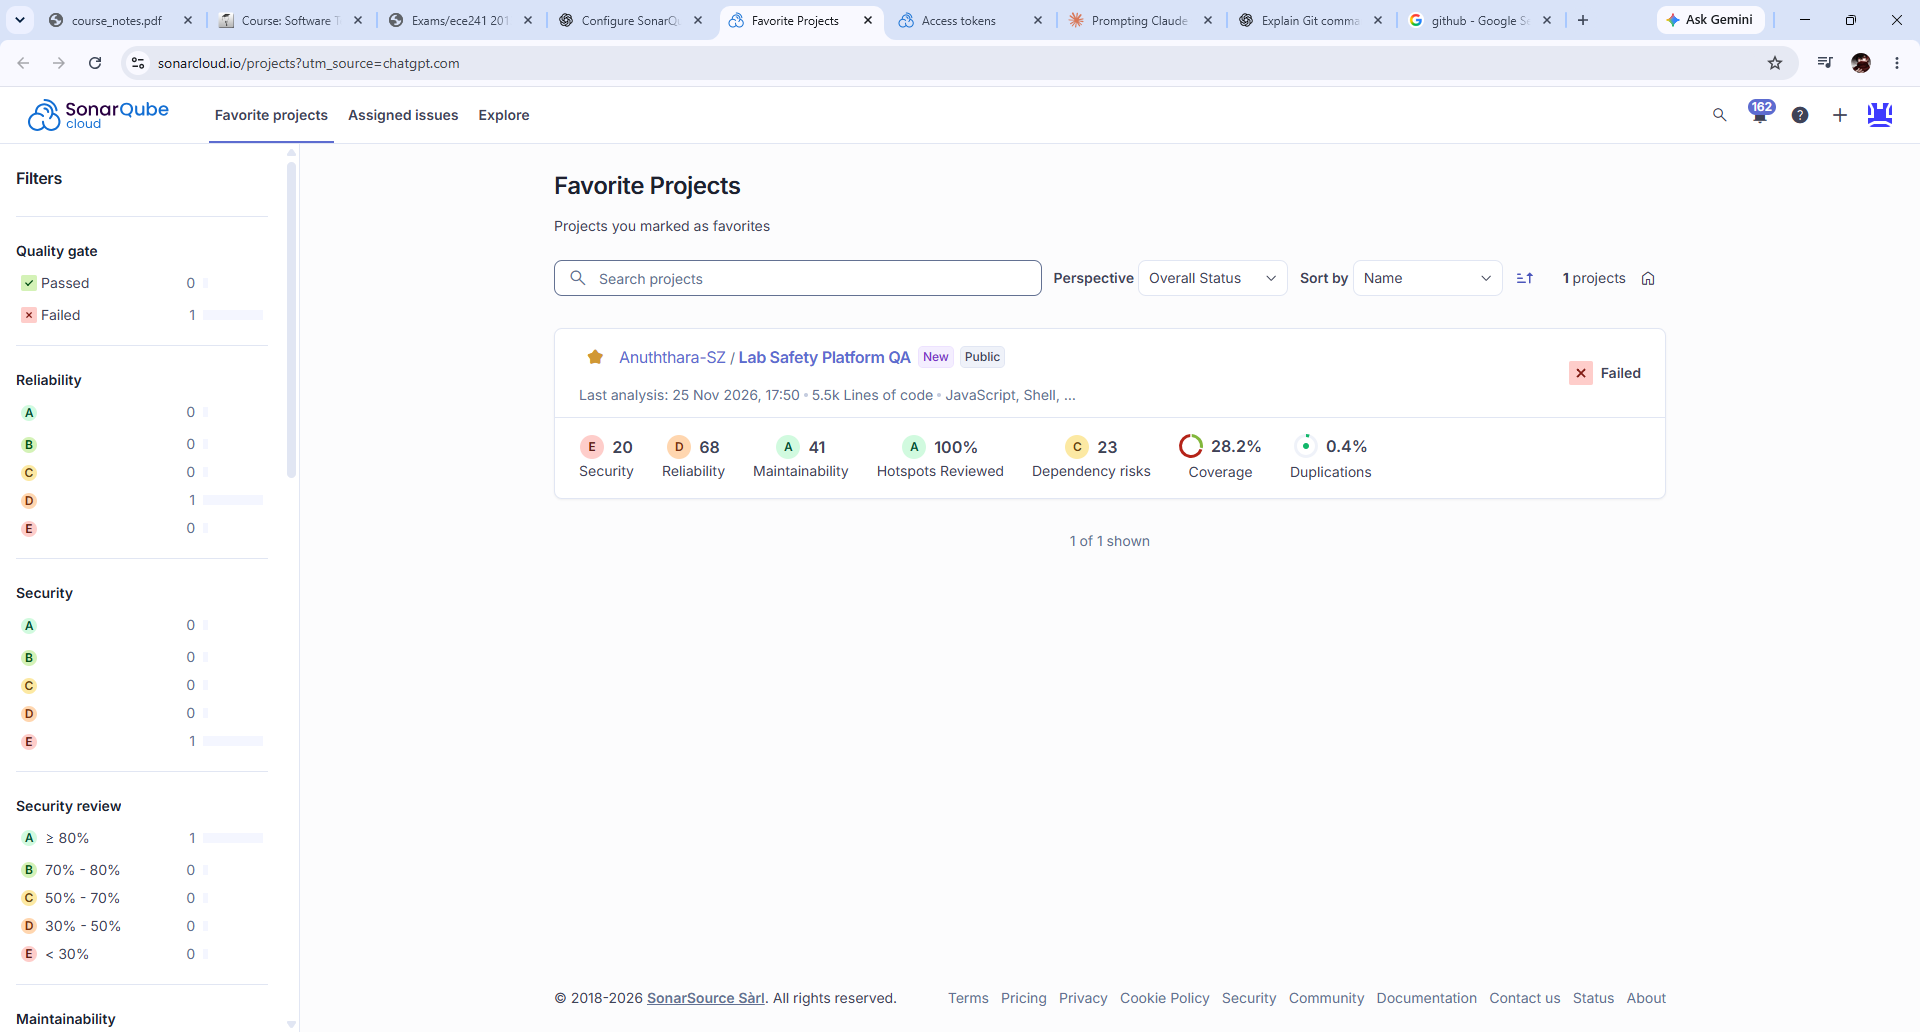 course_notes.pdf
Course: Software T
Exams/ece241 201
Configure SonarQu
Favorite Projects
Access tokens
Prompting Claude
Explain Git comma
github - Google Se
Ask Gemini
sonarcloud.io/projects?utm_source=chatgpt.com
SonarQube cloud
Favorite projects
Assigned issues
Explore
162
Filters
Quality gate
Passed 0
Failed 1
Reliability
A 0
B 0
C 0
D 1
E 0
Security
A 0
B 0
C 0
D 0
E 1
Security review
A ≥ 80% 1
B 70% - 80% 0
C 50% - 70% 0
D 30% - 50% 0
E < 30% 0
Maintainability
Favorite Projects
Projects you marked as favorites
Search projects
Perspective Overall Status
Sort by Name
1 projects
Anuththara-SZ / Lab Safety Platform QA New Public
Failed
Last analysis: 25 Nov 2026, 17:50 • 5.5k Lines of code • JavaScript, Shell, ...
E 20 D 68 A 41 A 100% C 23 28.2% 0.4%
Security Reliability Maintainability Hotspots Reviewed Dependency risks Coverage Duplications
1 of 1 shown
© 2018-2026 SonarSource Sàrl. All rights reserved.
Terms Pricing Privacy Cookie Policy Security Community Documentation Contact us Status About